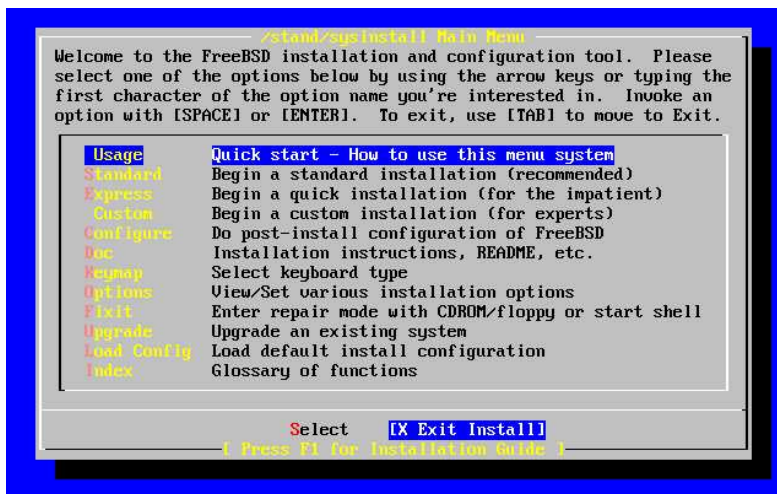 /stand/sysinstall Main Menu
Welcome to the FreeBSD installation and configuration tool.  Please
select one of the options below by using the arrow keys or typing the
first character of the option name you're interested in.  Invoke an
option with [SPACE] or [ENTER].  To exit, use [TAB] to move to Exit.
Usage Quick start - How to use this menu system
Standard Begin a standard installation (recommended)
Express Begin a quick installation (for the impatient)
Custom Begin a custom installation (for experts)
Configure Do post-install configuration of FreeBSD
Doc Installation instructions, README, etc.
Keymap Select keyboard type
Options View/Set various installation options
Fixit Enter repair mode with CDROM/floppy or start shell
Upgrade Upgrade an existing system
Load Config Load default install configuration
Index Glossary of functions
Select [X Exit Install]
[ Press F1 for Installation Guide ]